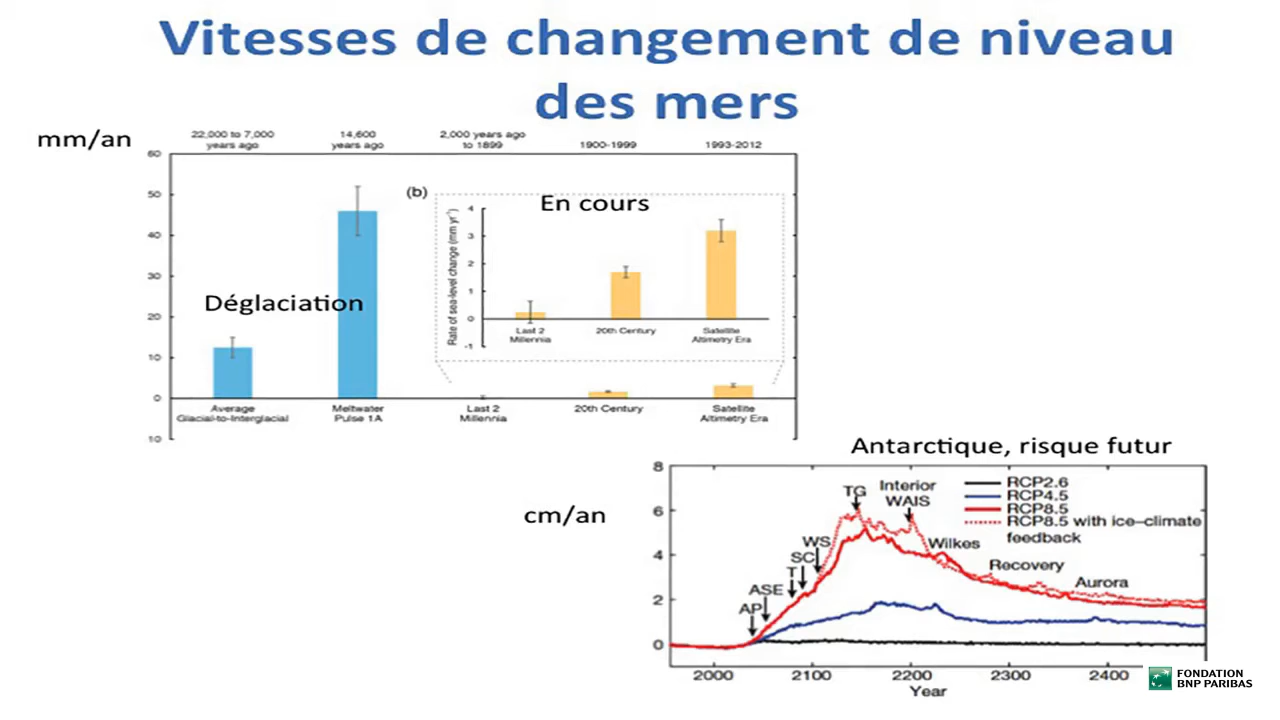 Vitesses de changement de niveau
des mers
mm/an
22,000 to 7,000
years ago
14,600
years ago
2,000 years ago
to 1899
1900-1999
1993-2012
60
50
40
30
20
10
0
10
(b)
En cours
Rate of sea-level change (mm yr⁻¹)
4
3
2
1
0
-1
Last 2
Millennia
20th Century
Satellite
Altimetry Era
Déglaciation
Average
Glacial-to-Interglacial
Meltwater
Pulse 1A
Last 2
Millennia
20th Century
Satellite
Altimetry Era
Antarctique, risque futur
cm/an
8
6
4
2
0
AP
ASE
T
SC
WS
TG
Interior
WAIS
Wilkes
Recovery
Aurora
RCP2.6
RCP4.5
RCP8.5
RCP8.5 with ice–climate
feedback
2000
2100
2200
2300
2400
Year
FONDATION
BNP PARIBAS